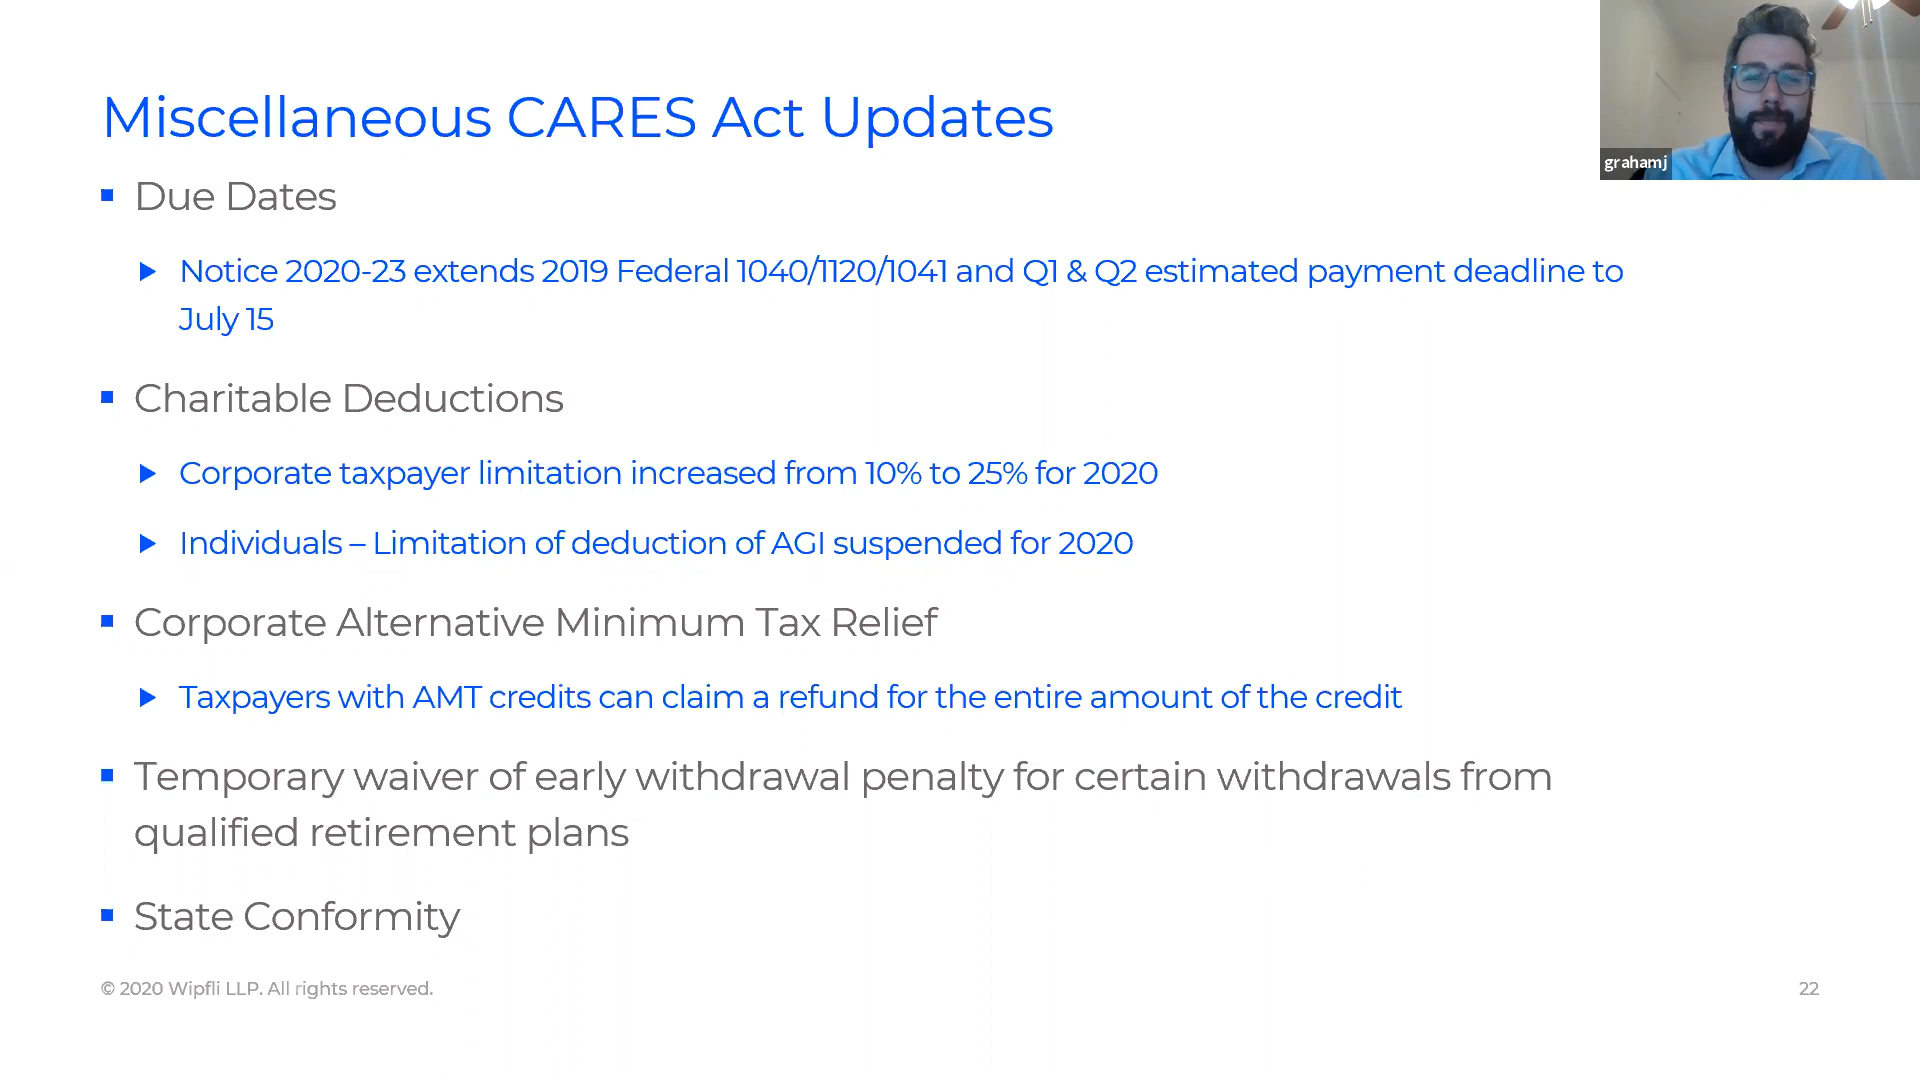 Miscellaneous CARES Act Updates
grahamj
Due Dates
Notice 2020-23 extends 2019 Federal 1040/1120/1041 and Q1 & Q2 estimated payment deadline to
July 15
Charitable Deductions
Corporate taxpayer limitation increased from 10% to 25% for 2020
Individuals – Limitation of deduction of AGI suspended for 2020
Corporate Alternative Minimum Tax Relief
Taxpayers with AMT credits can claim a refund for the entire amount of the credit
Temporary waiver of early withdrawal penalty for certain withdrawals from
qualified retirement plans
State Conformity
© 2020 Wipfli LLP. All rights reserved.
22